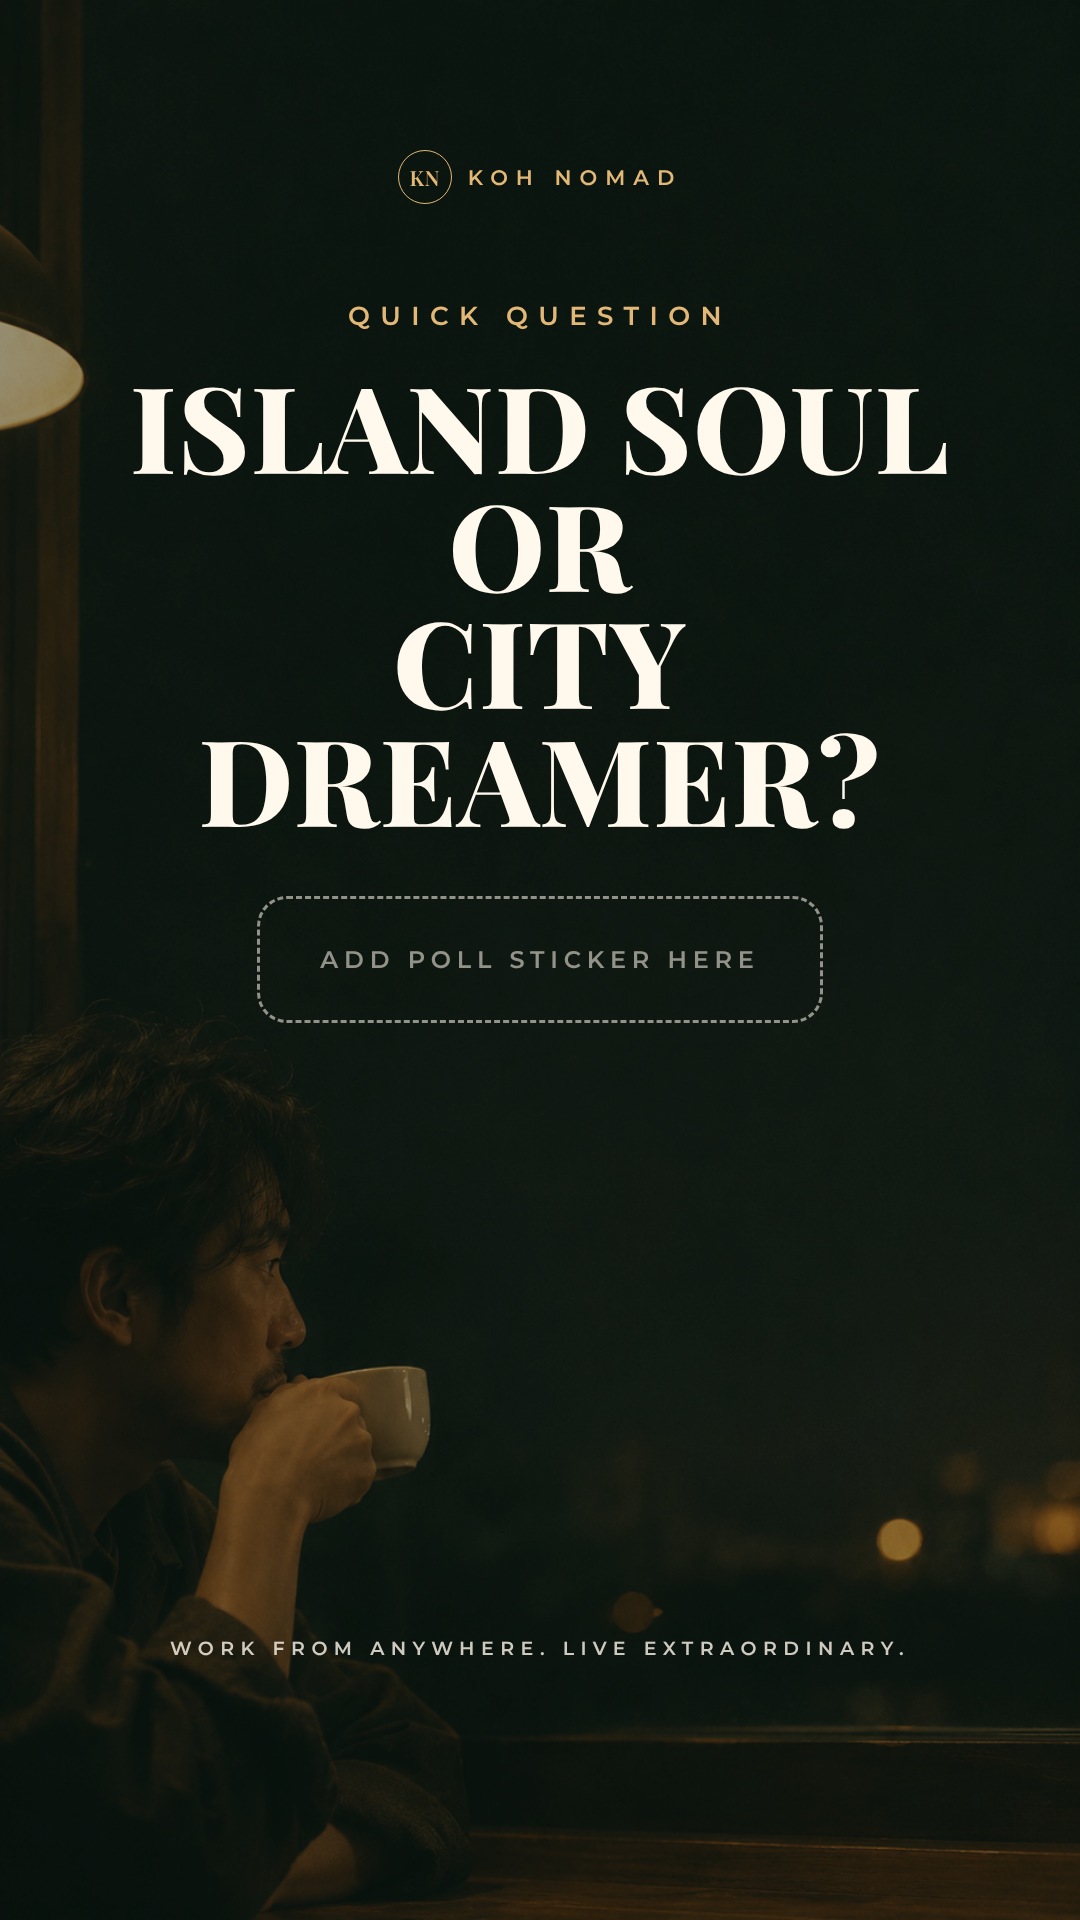 KN KOH NOMAD
QUICK QUESTION
ISLAND SOUL
OR
CITY
DREAMER?
ADD POLL STICKER HERE
WORK FROM ANYWHERE. LIVE EXTRAORDINARY.